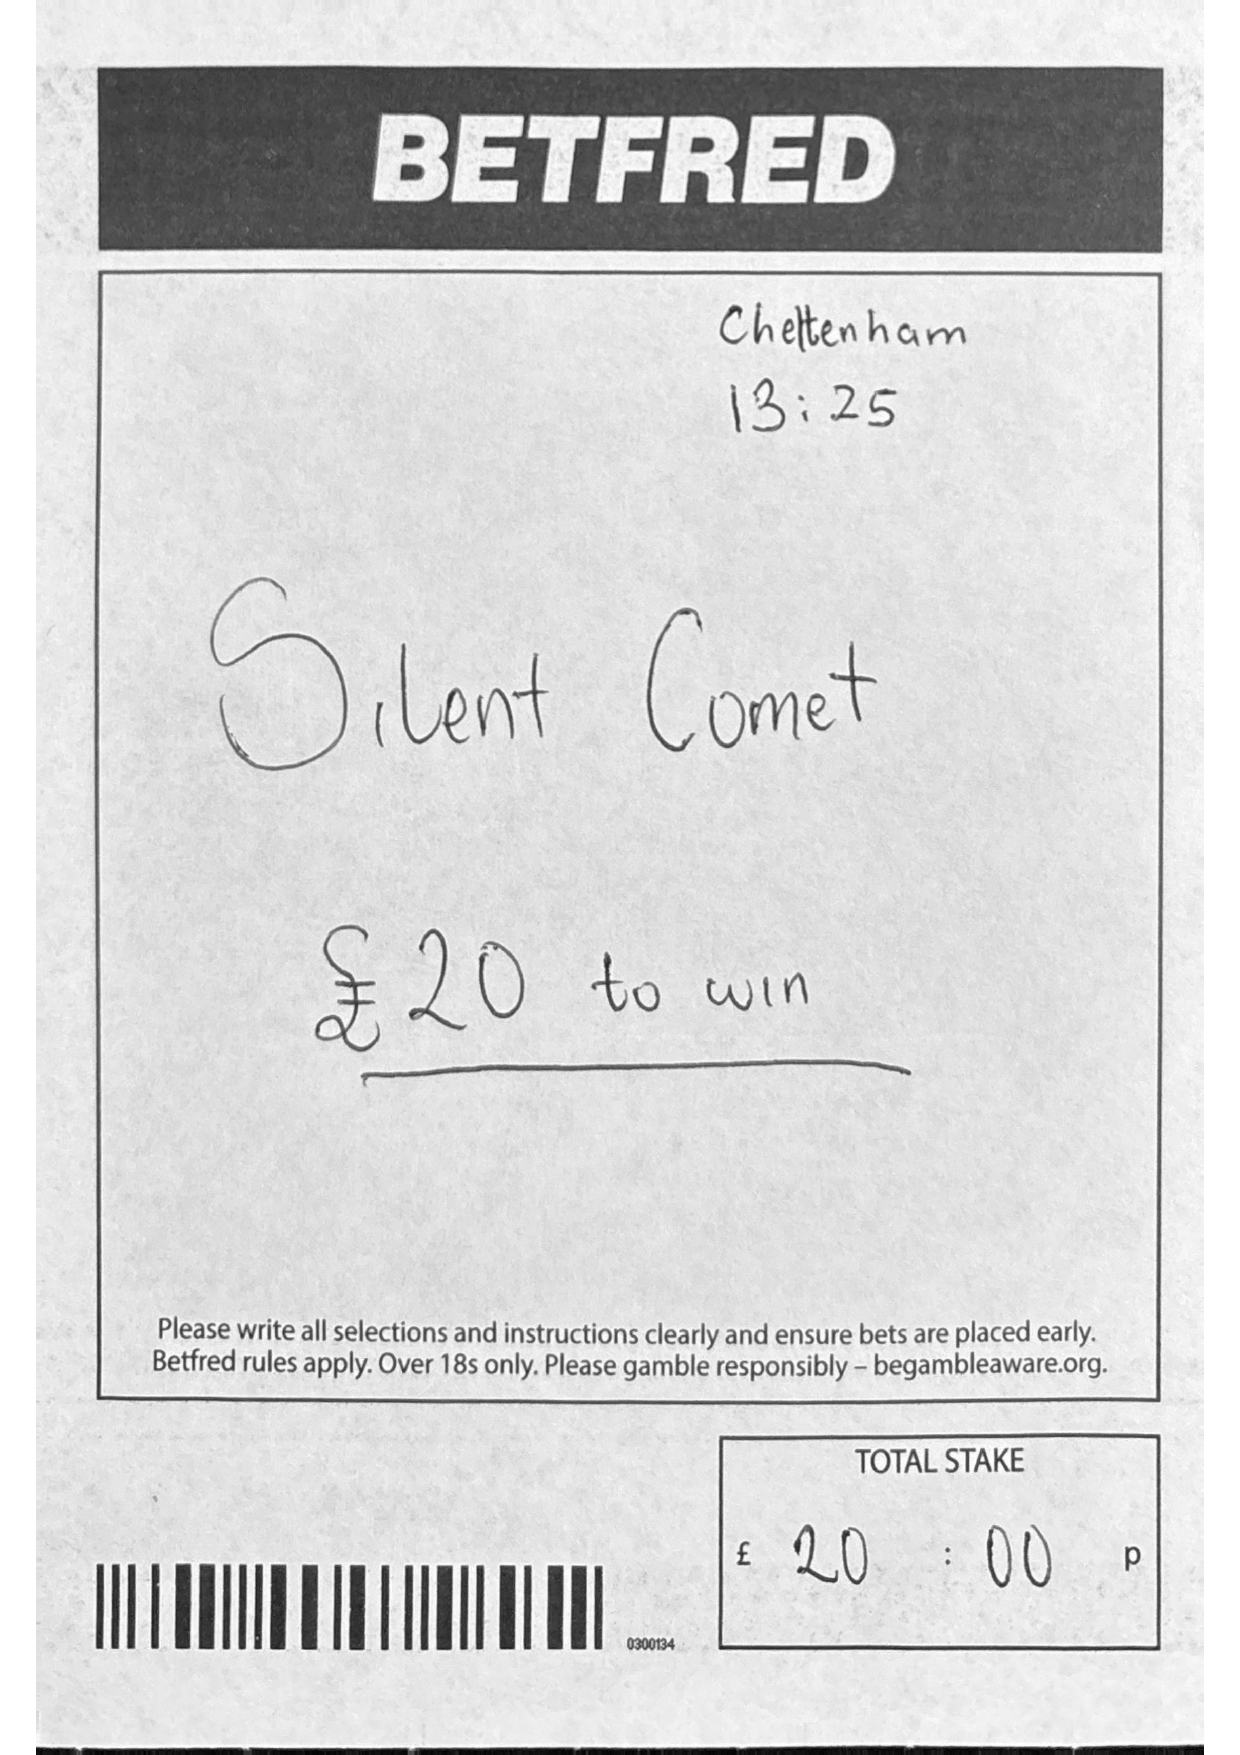 BETFRED
Cheltenham
13:25
Silent Comet
£20 to win
Please write all selections and instructions clearly and ensure bets are placed early.
Betfred rules apply. Over 18s only. Please gamble responsibly – begambleaware.org.
TOTAL STAKE
£ 20 : 00 p
0300134